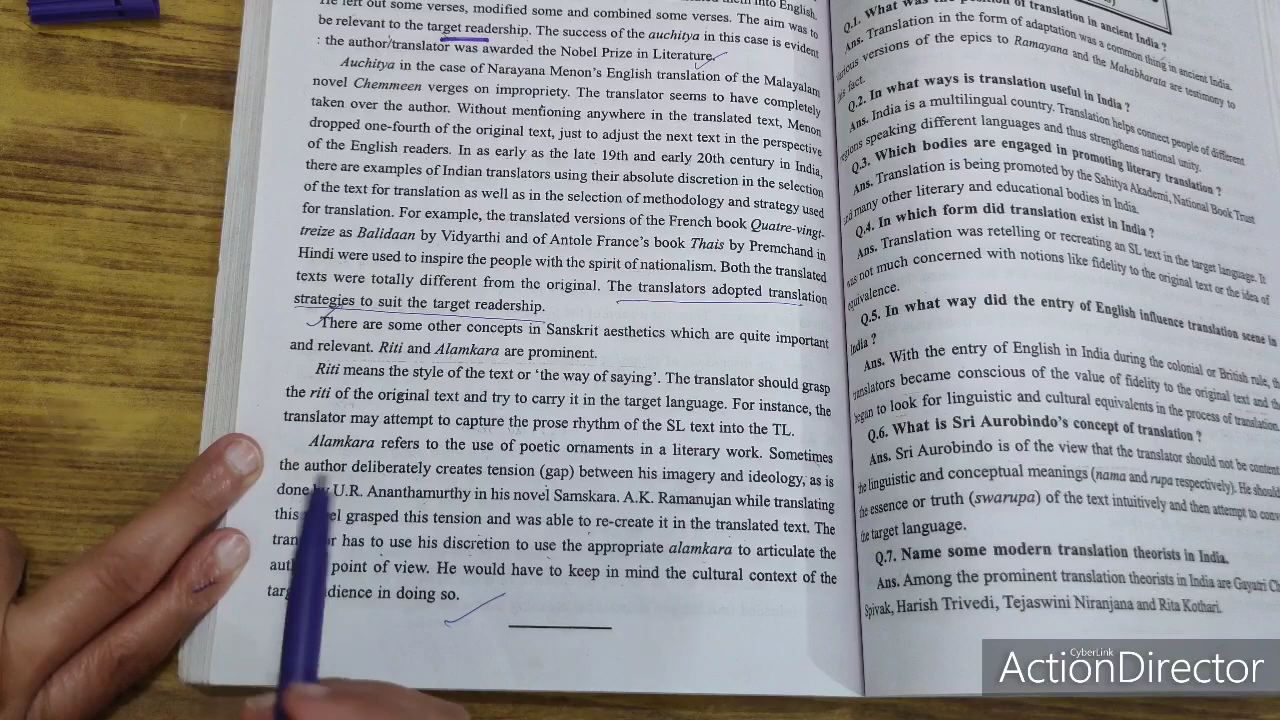 He left out some verses, modified some and combined some verses. The aim was to
be relevant to the target readership. The success of the auchitya in this case is evident
: the author/translator was awarded the Nobel Prize in Literature.
Auchitya in the case of Narayana Menon's English translation of the Malayalam
novel Chemmeen verges on impropriety. The translator seems to have completely
taken over the author. Without mentioning anywhere in the translated text, Menon
dropped one-fourth of the original text, just to adjust the next text in the perspective
of the English readers. In as early as the late 19th and early 20th century in India,
there are examples of Indian translators using their absolute discretion in the selection
of the text for translation as well as in the selection of methodology and strategy used
for translation. For example, the translated versions of the French book Quatre-vingt-
treize as Balidaan by Vidyarthi and of Antole France's book Thais by Premchand in
Hindi were used to inspire the people with the spirit of nationalism. Both the translated
texts were totally different from the original. The translators adopted translation
strategies to suit the target readership.
There are some other concepts in Sanskrit aesthetics which are quite important
and relevant. Riti and Alamkara are prominent.
Riti means the style of the text or 'the way of saying'. The translator should grasp
the riti of the original text and try to carry it in the target language. For instance, the
translator may attempt to capture the prose rhythm of the SL text into the TL.
Alamkara refers to the use of poetic ornaments in a literary work. Sometimes
the author deliberately creates tension (gap) between his imagery and ideology, as is
done by U.R. Ananthamurthy in his novel Samskara. A.K. Ramanujan while translating
this grasped this tension and was able to re-create it in the translated text. The
has to use his discretion to use the appropriate alamkara to articulate the
point of view. He would have to keep in mind the cultural context of the
in doing so.
Q.1. What was the of translation in ancient India ?
Ans. Translation in the form of adaptation was a common thing in ancient India.
versions of the epics to Ramayana and the Mahabharata are testimony to
fact.
Q.2. In what ways is translation useful in India ?
Ans. India is a multilingual country. Translation helps connect people of different
speaking different languages and thus strengthens national unity.
Q.3. Which bodies are engaged in promoting literary translation ?
Ans. Translation is being promoted by the Sahitya Akademi, National Book Trust
and many other literary and educational bodies in India.
Q.4. In which form did translation exist in India ?
Ans. Translation was retelling or recreating an SL text in the target language. It
was not much concerned with notions like fidelity to the original text or the idea of
equivalence.
Q.5. In what way did the entry of English influence translation scene in
India ?
Ans. With the entry of English in India during the colonial or British rule,
translators became conscious of the value of fidelity to the original text and
began to look for linguistic and cultural equivalents in the process of translation.
Q.6. What is Sri Aurobindo's concept of translation ?
Ans. Sri Aurobindo is of the view that the translator should not be content
linguistic and conceptual meanings (nama and rupa respectively). He should
the essence or truth (swarupa) of the text intuitively and then attempt to
the target language.
Q.7. Name some modern translation theorists in India.
Ans. Among the prominent translation theorists in India are Gayatri
Spivak, Harish Trivedi, Tejaswini Niranjana and Rita Kothari.
CyberLink
ActionDirector